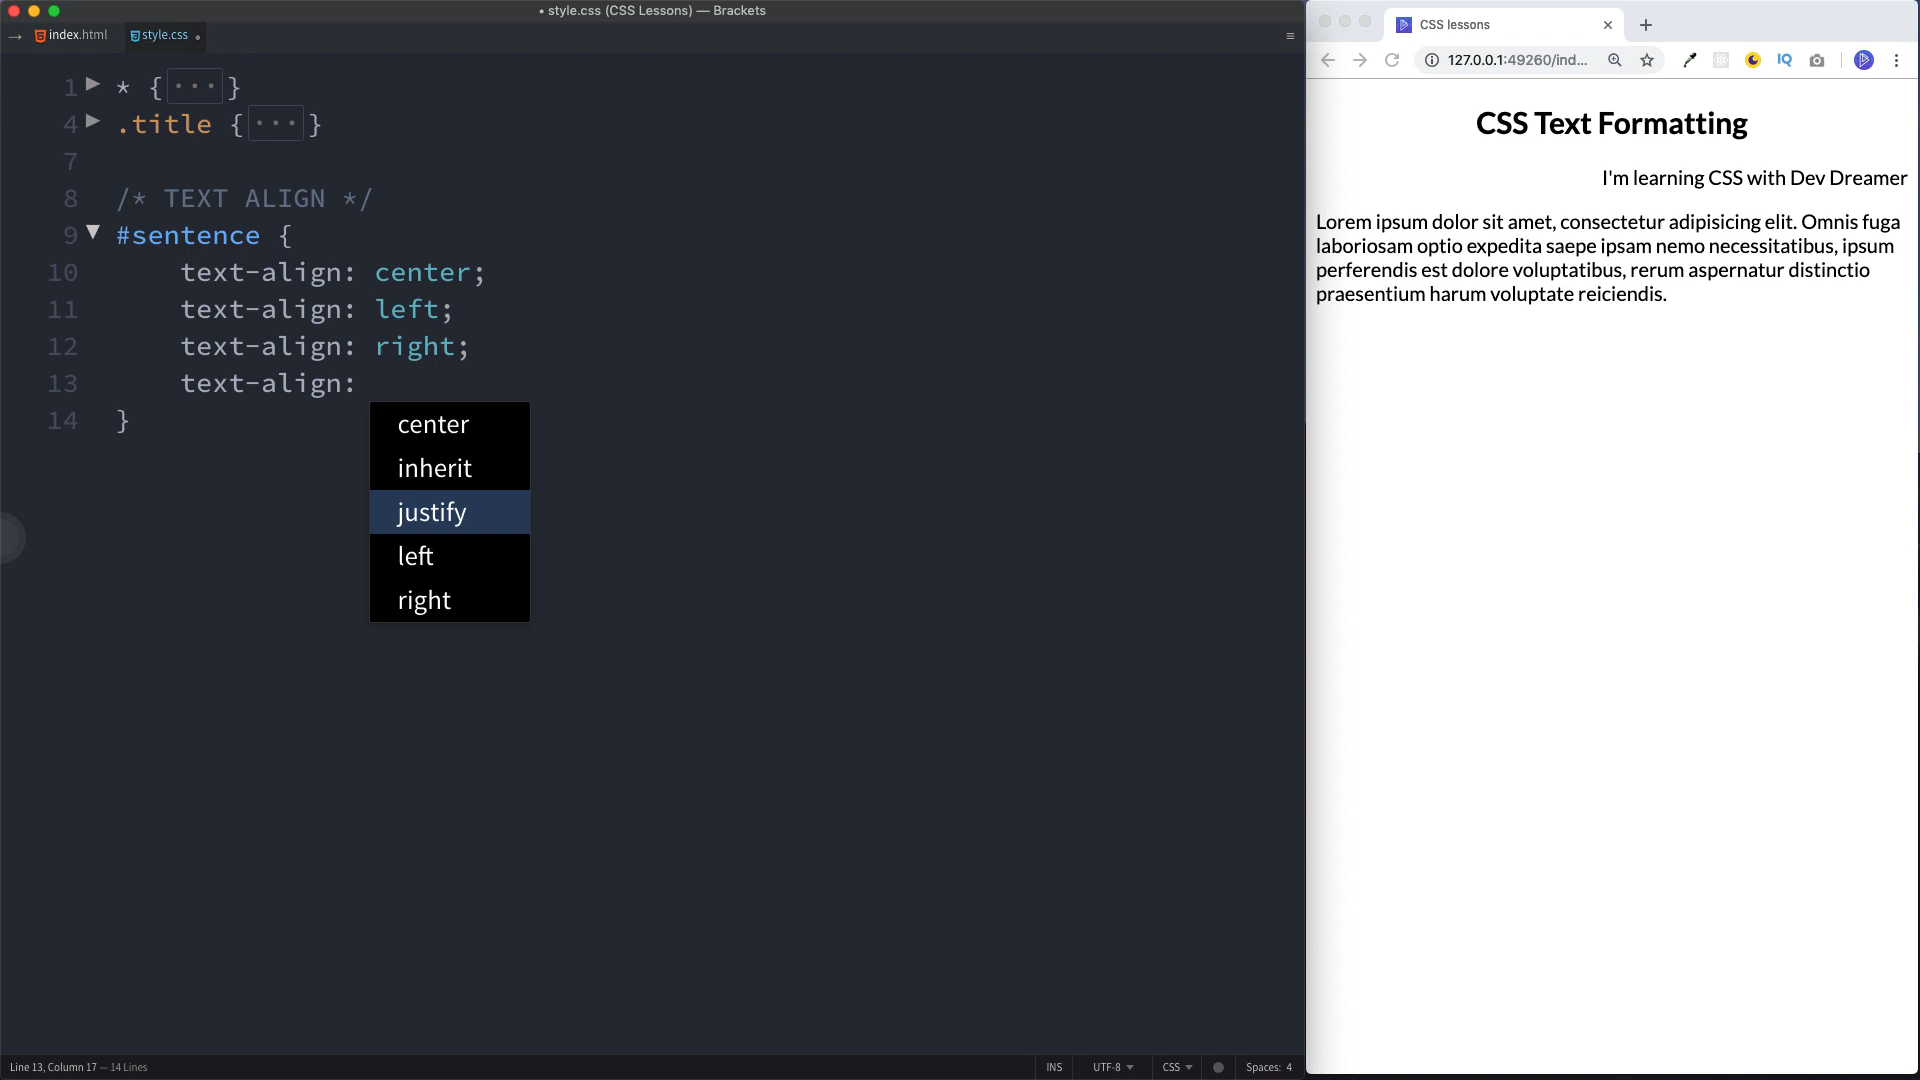 • style.css (CSS Lessons) — Brackets
index.html
style.css
1 * {...}
4 .title {...}
7
8 /* TEXT ALIGN */
9 #sentence {
10 text-align: center;
11 text-align: left;
12 text-align: right;
13 text-align:
14 }
center
inherit
justify
left
right
Line 13, Column 17 — 14 Lines
INS
UTF-8
CSS
Spaces: 4
CSS lessons
127.0.0.1:49260/ind...
IQ
CSS Text Formatting
I'm learning CSS with Dev Dreamer
Lorem ipsum dolor sit amet, consectetur adipisicing elit. Omnis fuga
laboriosam optio expedita saepe ipsam nemo necessitatibus, ipsum
perferendis est dolore voluptatibus, rerum aspernatur distinctio
praesentium harum voluptate reiciendis.